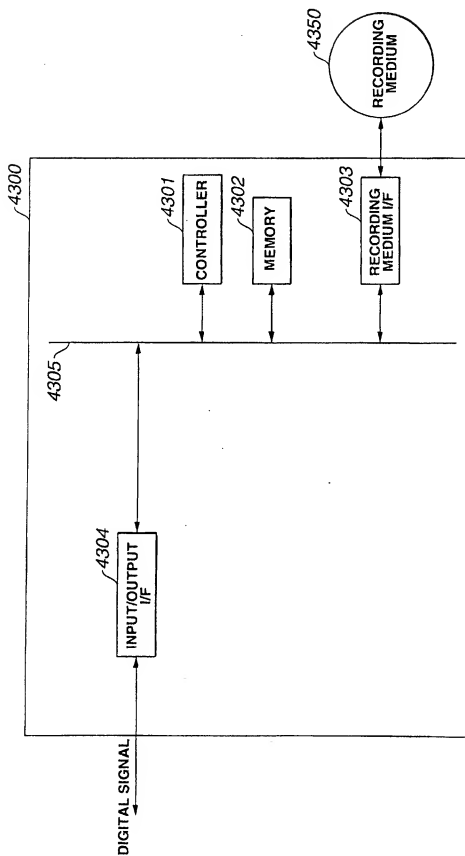 4300
4305
4304
INPUT/OUTPUT
I/F
DIGITAL SIGNAL
4301
CONTROLLER
4302
MEMORY
4303
RECORDING
MEDIUM I/F
4350
RECORDING
MEDIUM